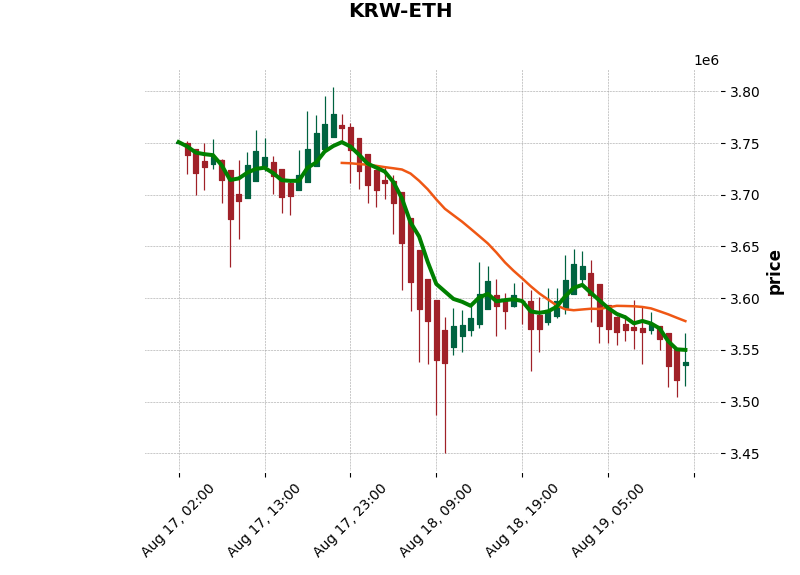 KRW-ETH
1e6
3.80
3.75
3.70
3.65
3.60
3.55
3.50
3.45
price
Aug 17, 02:00
Aug 17, 13:00
Aug 17, 23:00
Aug 18, 09:00
Aug 18, 19:00
Aug 19, 05:00